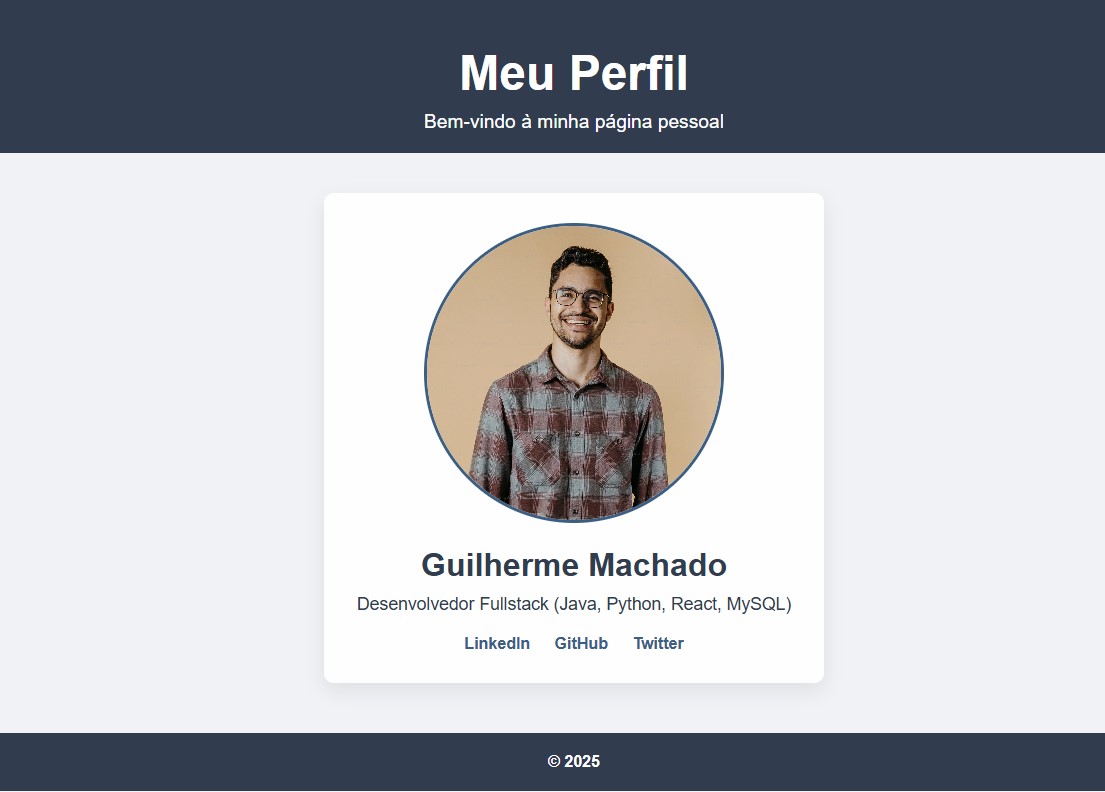 Meu Perfil
Bem-vindo à minha página pessoal
Guilherme Machado
Desenvolvedor Fullstack (Java, Python, React, MySQL)
LinkedIn GitHub Twitter
© 2025